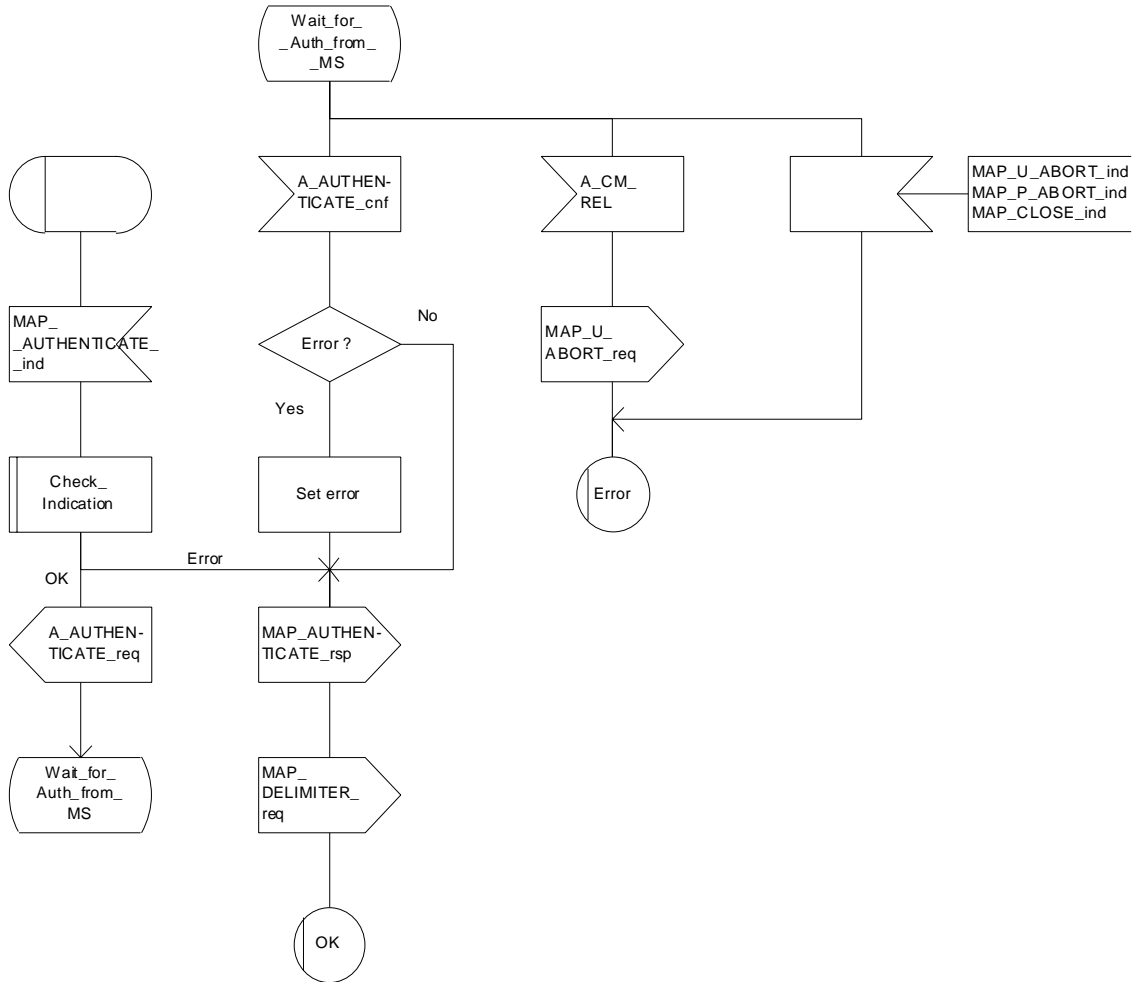 Wait_for_
_Auth_from_
_MS
A_AUTHEN-
TICATE_cnf
A_CM_
REL
MAP_U_ABORT_ind
MAP_P_ABORT_ind
MAP_CLOSE_ind
MAP_
_AUTHENTICATE_
_ind
Error ?
No
MAP_U_
ABORT_req
Yes
Check_
Indication
Set error
Error
Error
OK
A_AUTHEN-
TICATE_req
MAP_AUTHEN-
TICATE_rsp
Wait_for_
Auth_from_
MS
MAP_
DELIMITER_
req
OK